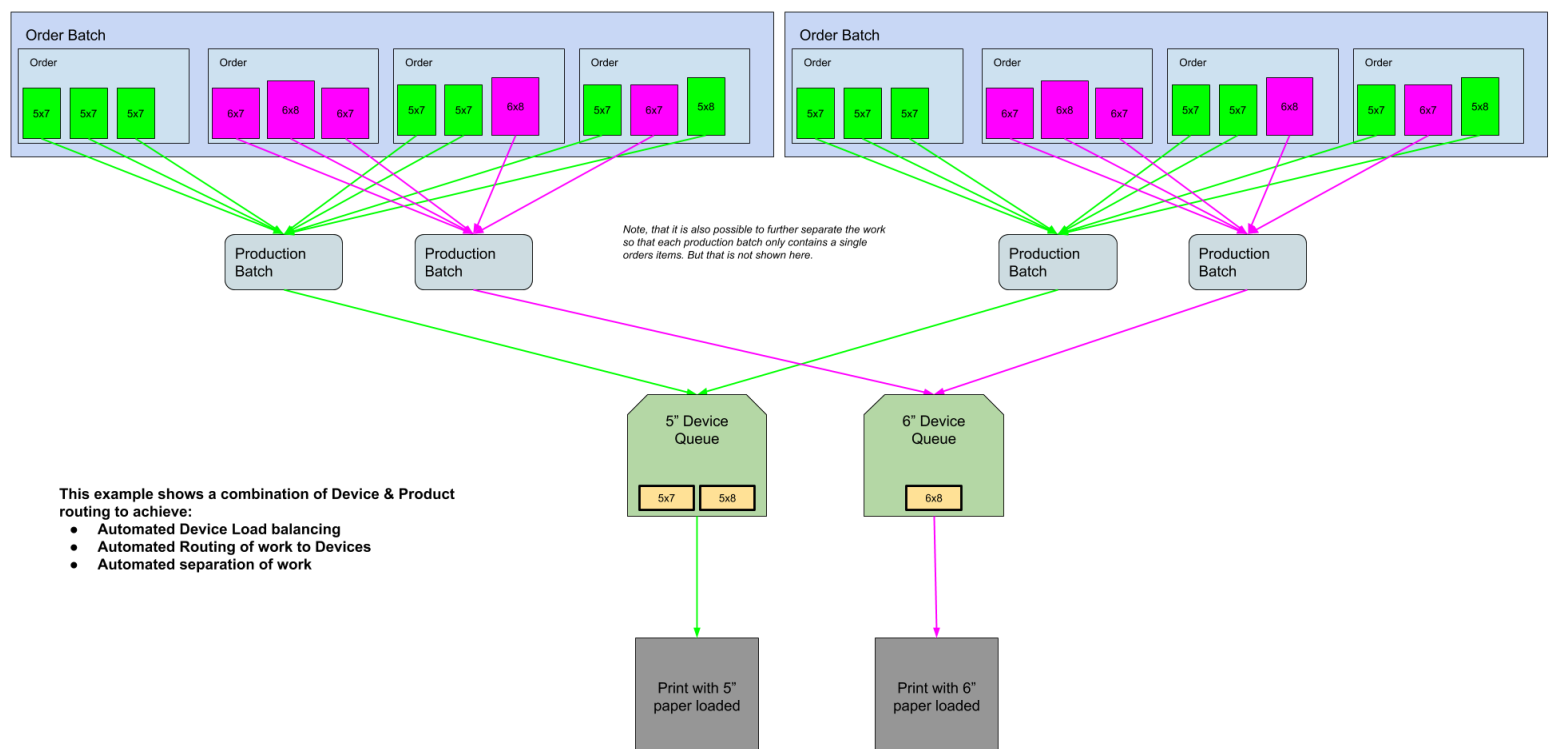 Order Batch
Order
5x7
5x7
5x7
Order
6x7
6x8
6x7
Order
5x7
5x7
6x8
Order
5x7
6x7
5x8
Order Batch
Order
5x7
5x7
5x7
Order
6x7
6x8
6x7
Order
5x7
5x7
6x8
Order
5x7
6x7
5x8
Production
Batch
Production
Batch
Note, that it is also possible to further separate the work
so that each production batch only contains a single
orders items. But that is not shown here.
Production
Batch
Production
Batch
5” Device
Queue
5x7
5x8
6” Device
Queue
6x8
This example shows a combination of Device & Product
routing to achieve:
● Automated Device Load balancing
● Automated Routing of work to Devices
● Automated separation of work
Print with 5”
paper loaded
Print with 6”
paper loaded